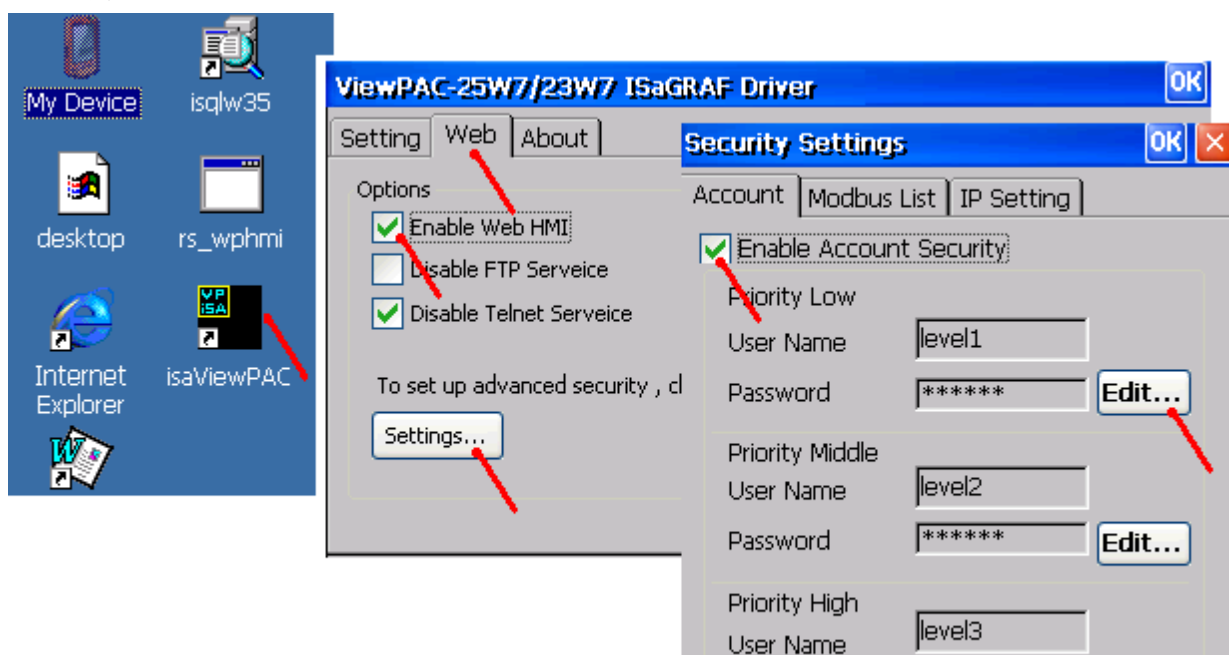 My Device
isqlw35
desktop
rs_wphmi
Internet
Explorer
VP
iSA
isaViewPAC
ViewPAC-25W7/23W7 ISaGRAF Driver
OK
Setting
Web
About
Options
Enable Web HMI
Disable FTP Serveice
Disable Telnet Serveice
To set up advanced security , cl
Settings...
Security Settings
OK
Account
Modbus List
IP Setting
Enable Account Security
Priority Low
User Name
level1
Password
******
Edit...
Priority Middle
User Name
level2
Password
******
Edit...
Priority High
User Name
level3